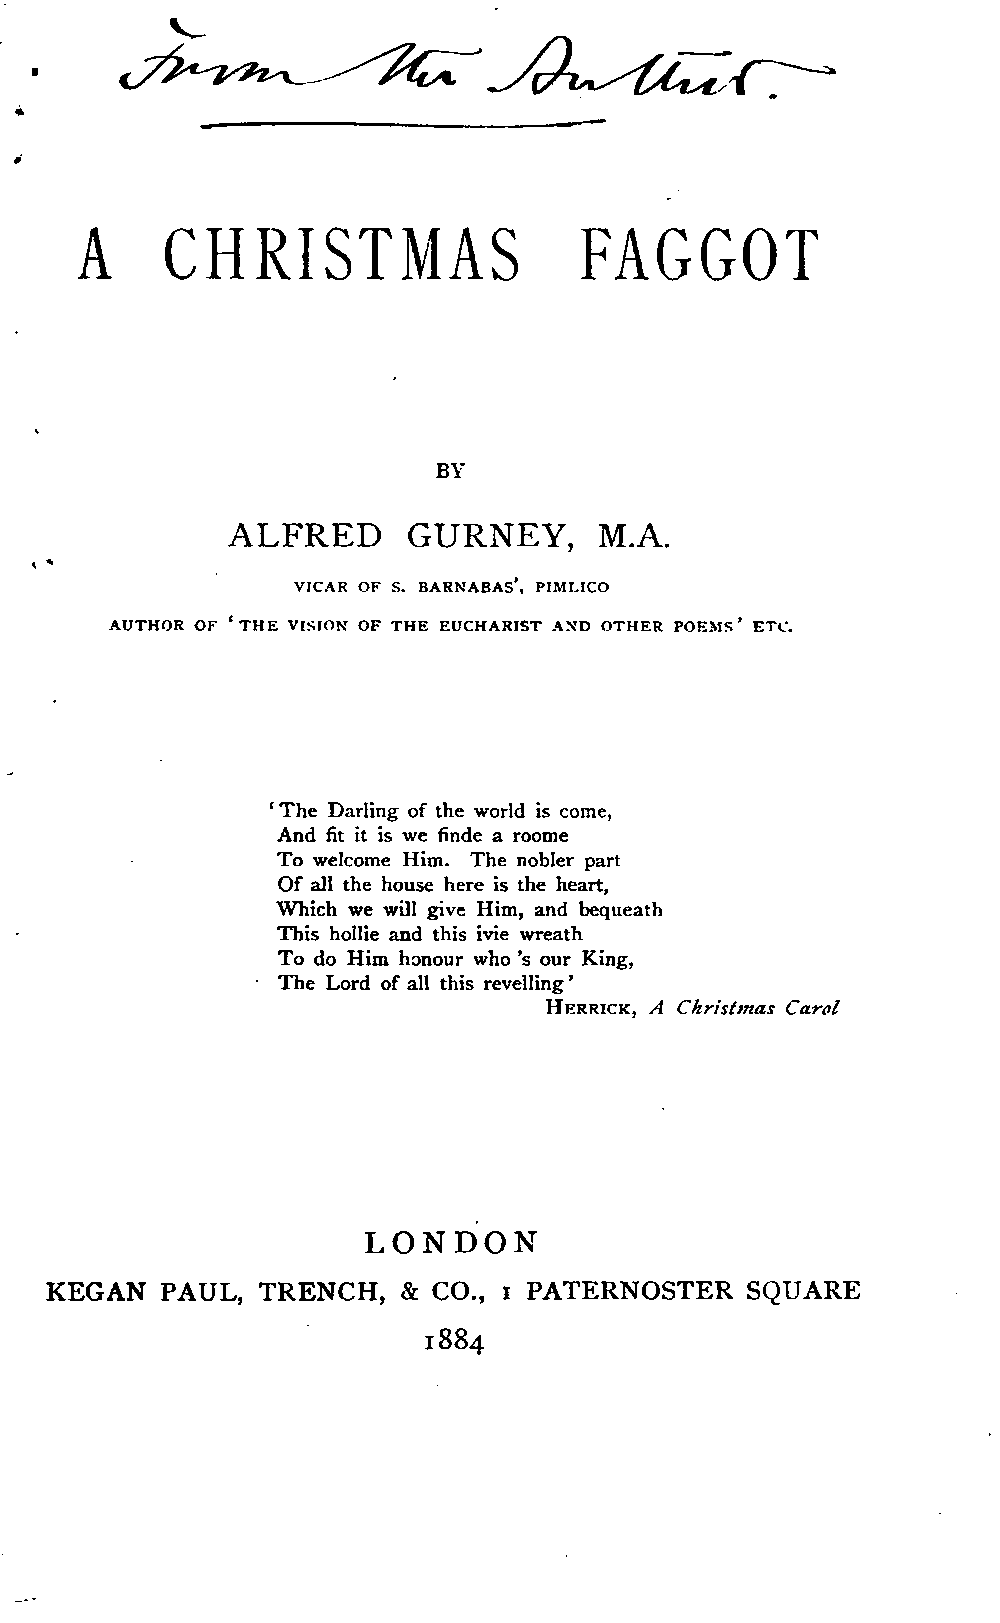 From the Author.
A CHRISTMAS FAGGOT
BY
ALFRED GURNEY, M.A.
VICAR OF S. BARNABAS', PIMLICO
AUTHOR OF 'THE VISION OF THE EUCHARIST AND OTHER POEMS' ETC.
'The Darling of the world is come,
And fit it is we finde a roome
To welcome Him. The nobler part
Of all the house here is the heart,
Which we will give Him, and bequeath
This hollie and this ivie wreath
To do Him honour who 's our King,
The Lord of all this revelling'
HERRICK, A Christmas Carol
LONDON
KEGAN PAUL, TRENCH, & CO., 1 PATERNOSTER SQUARE
1884